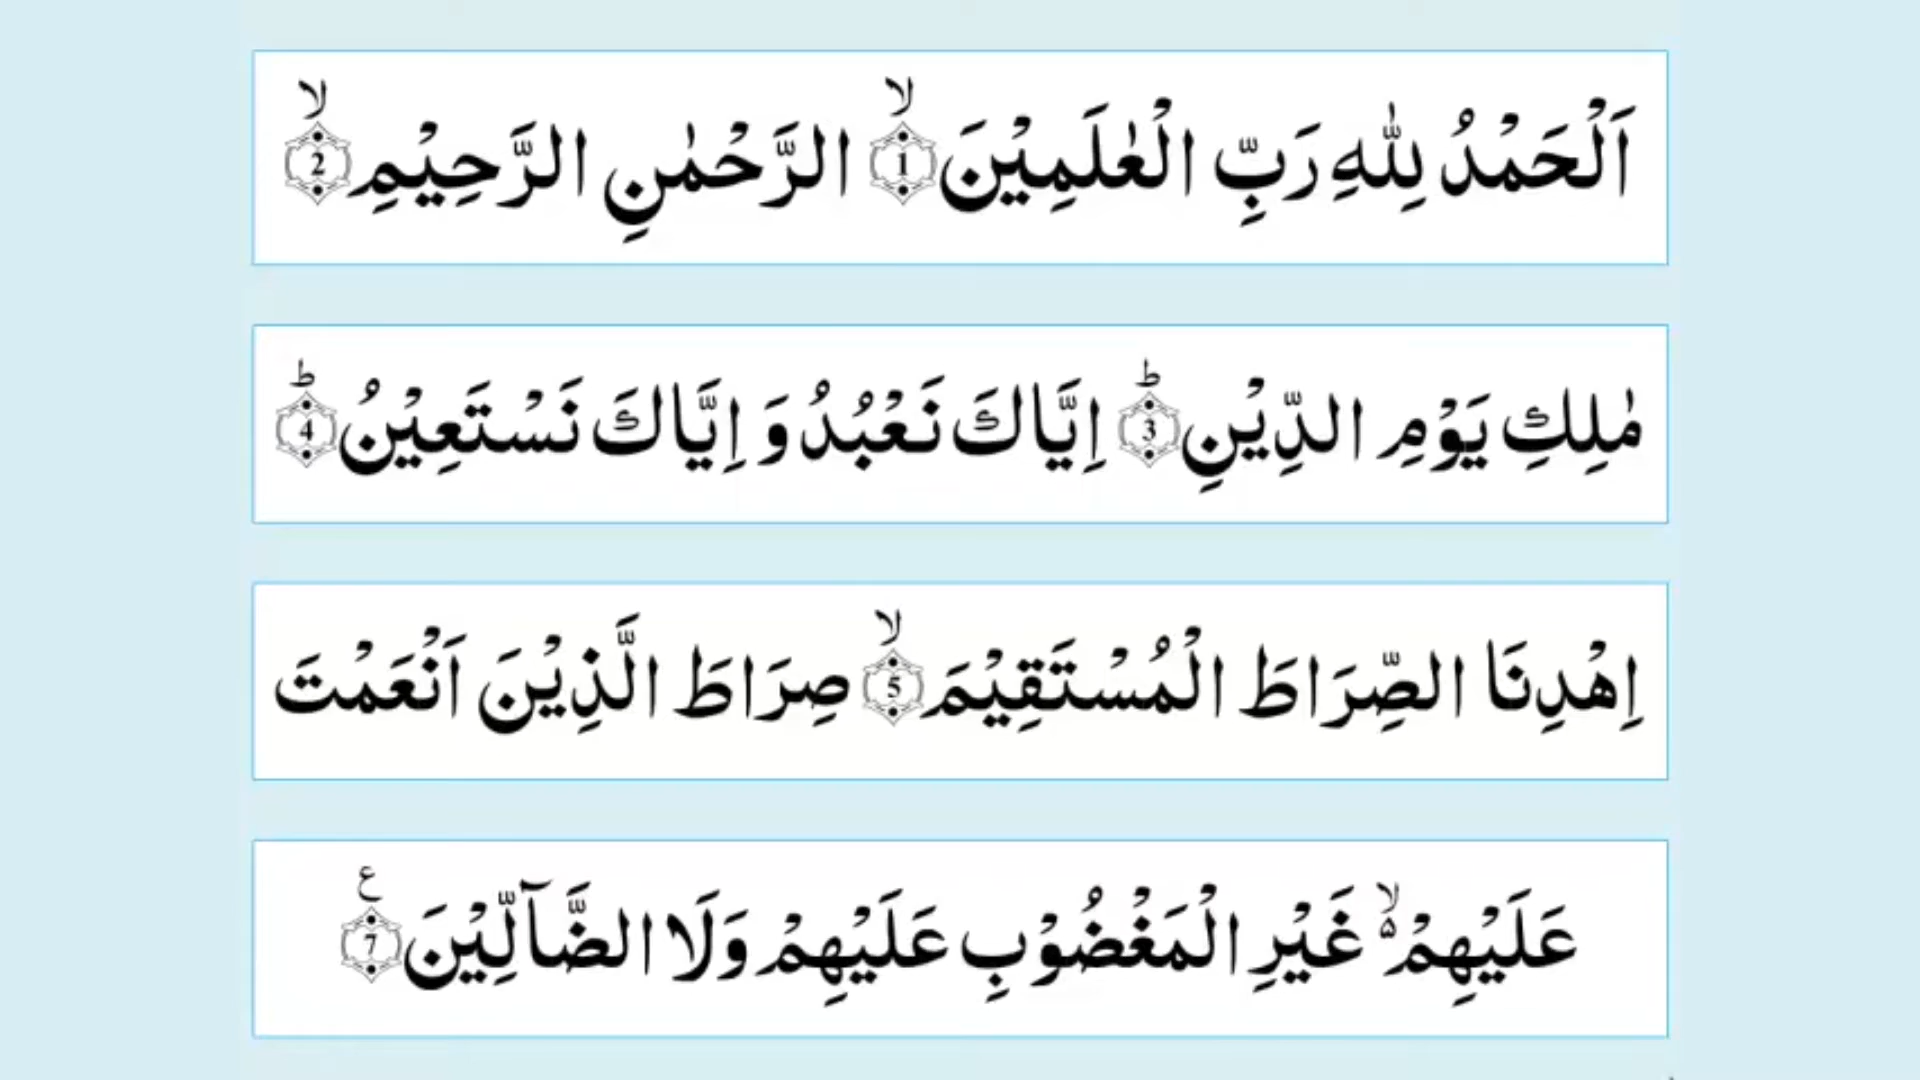 اَلْحَمْدُ لِلّٰهِ رَبِّ الْعٰلَمِيْنَ ۙ1 الرَّحْمٰنِ الرَّحِيْمِ ۙ2
مٰلِكِ يَوْمِ الدِّيْنِ ؕ3 اِيَّاكَ نَعْبُدُ وَ اِيَّاكَ نَسْتَعِيْنُ ؕ4
اِهْدِنَا الصِّرَاطَ الْمُسْتَقِيْمَ ۙ5 صِرَاطَ الَّذِيْنَ اَنْعَمْتَ
عَلَيْهِمْ ۙ۵ غَيْرِ الْمَغْضُوْبِ عَلَيْهِمْ وَلَا الضَّآلِّيْنَ ع7